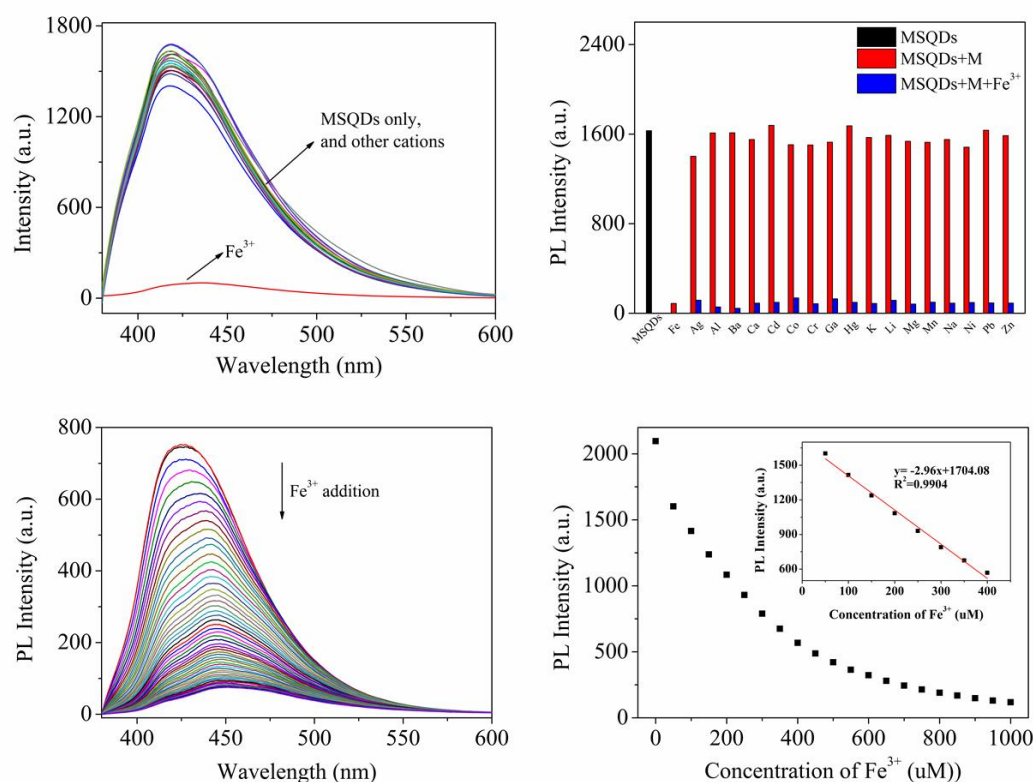 1800
1200
600
0
400
450
500
550
600
Intensity (a.u.)
Wavelength (nm)
MSQDs only,
and other cations
Fe³⁺
2400
1600
800
0
PL Intensity (a.u.)
MSQDs
MSQDs+M
MSQDs+M+Fe³⁺
MSQDs
Fe
Ag
Al
Ba
Ca
Cd
Co
Cr
Ga
Hg
K
Li
Mg
Mn
Na
Ni
Pb
Zn
800
700
600
500
400
300
200
100
0
400
450
500
550
600
PL Intensity (a.u.)
Wavelength (nm)
Fe³⁺ addition
2000
1500
1000
500
0
0
200
400
600
800
1000
PL Intensity (a.u.)
Concentration of Fe³⁺ (uM))
1500
1200
900
600
0
100
200
300
400
PL Intensity (a.u.)
Concentration of Fe³⁺ (uM)
y= -2.96x+1704.08
R²=0.9904